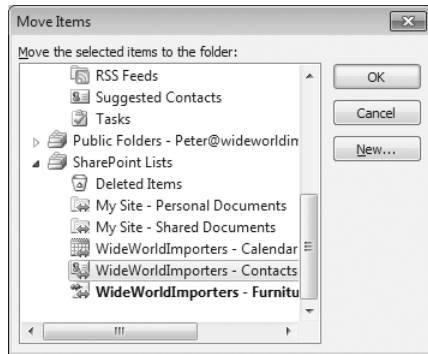 Move Items
Move the selected items to the folder:
RSS Feeds
Suggested Contacts
Tasks
Public Folders - Peter@wideworldim
SharePoint Lists
Deleted Items
My Site - Personal Documents
My Site - Shared Documents
WideWorldImporters - Calendar
WideWorldImporters - Contacts
WideWorldImporters - Furnitu
OK
Cancel
New...